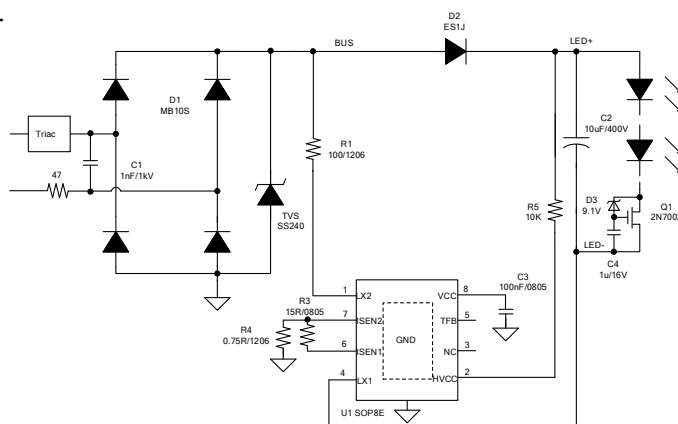 D2
ES1J
BUS
LED+
D1
MB10S
Triac
C1
1nF/1kV
47
R1
100/1206
TVS
SS240
C2
10uF/400V
R5
10K
D3
9.1V
Q1
2N7002
LED-
C4
1u/16V
C3
100nF/0805
R3
15R/0805
R4
0.75R/1206
1
LX2
VCC
8
7
ISEN2
TFB
5
GND
6
ISEN1
NC
3
4
LX1
HVCC
2
U1 SOP8E